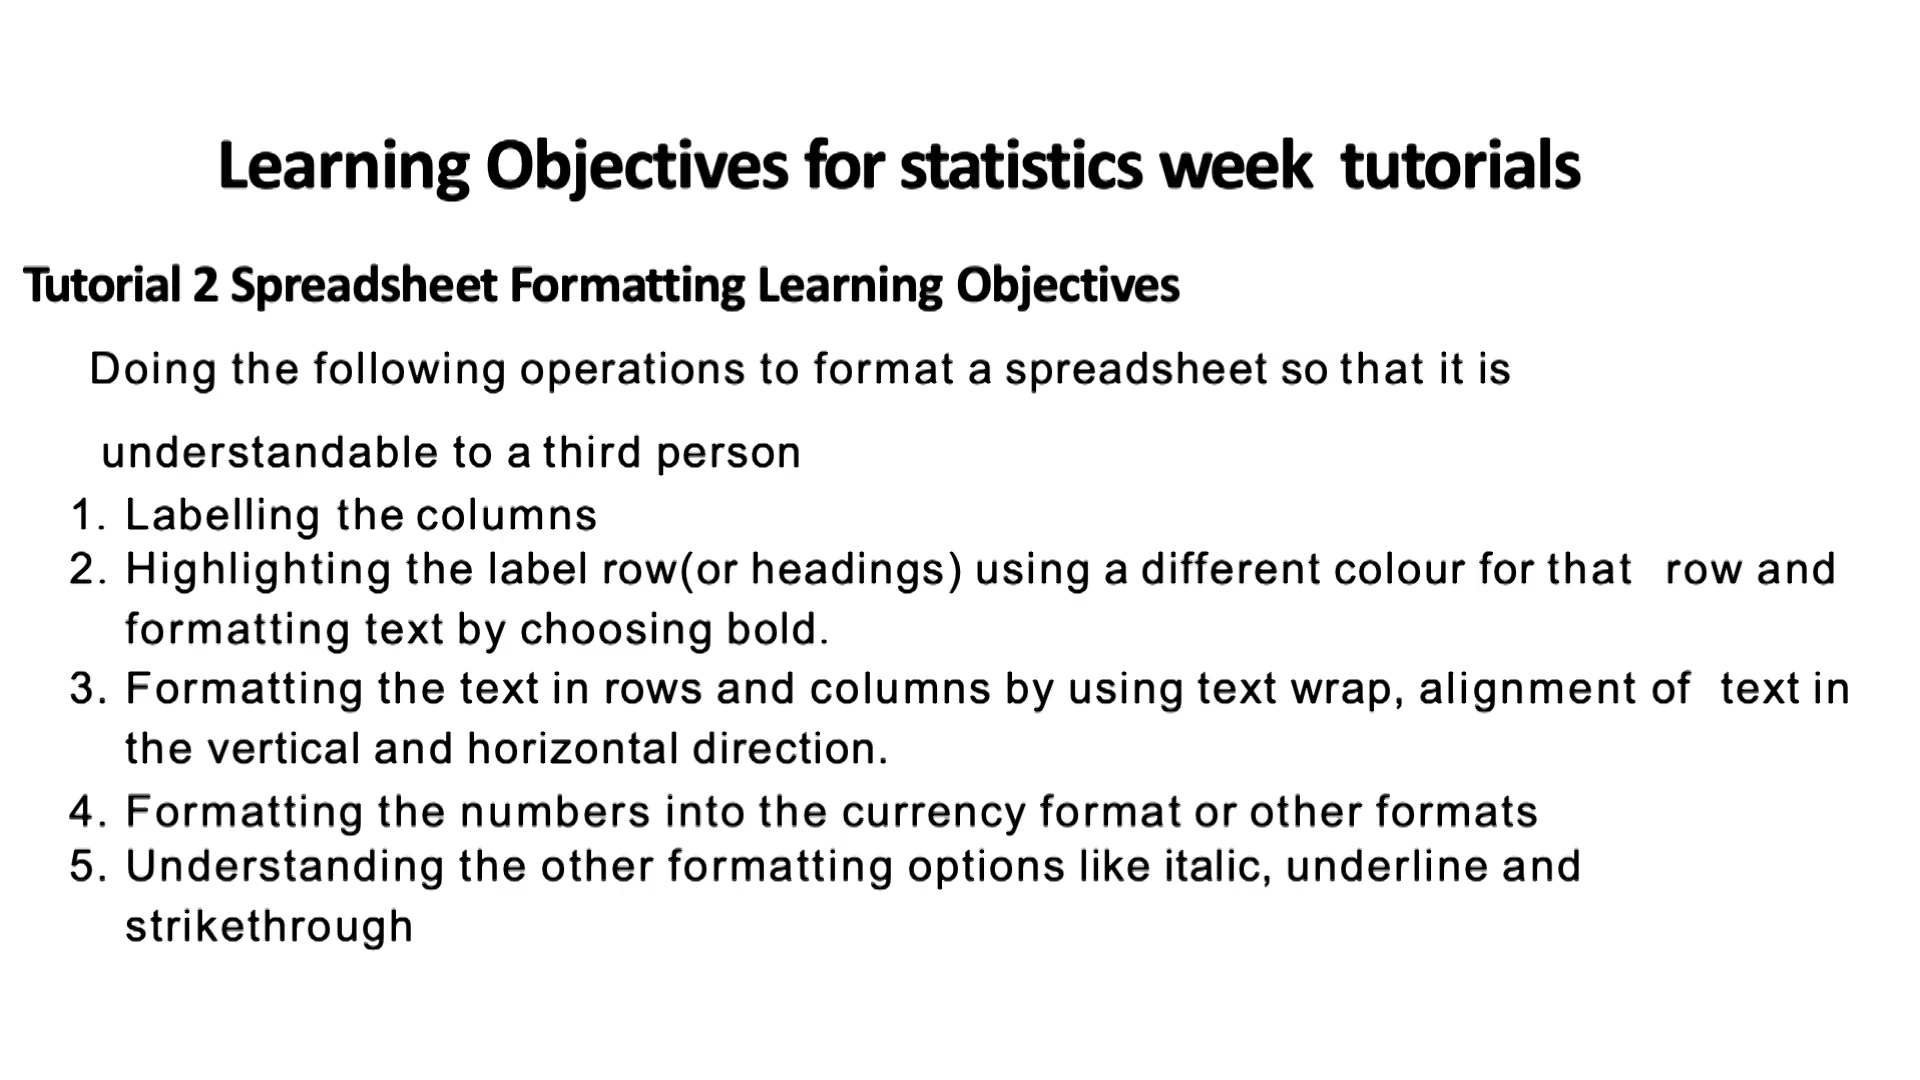 Learning Objectives for statistics week tutorials
Tutorial 2 Spreadsheet Formatting Learning Objectives
Doing the following operations to format a spreadsheet so that it is
understandable to a third person
1. Labelling the columns
2. Highlighting the label row(or headings) using a different colour for that row and
formatting text by choosing bold.
3. Formatting the text in rows and columns by using text wrap, alignment of text in
the vertical and horizontal direction.
4. Formatting the numbers into the currency format or other formats
5. Understanding the other formatting options like italic, underline and
strikethrough